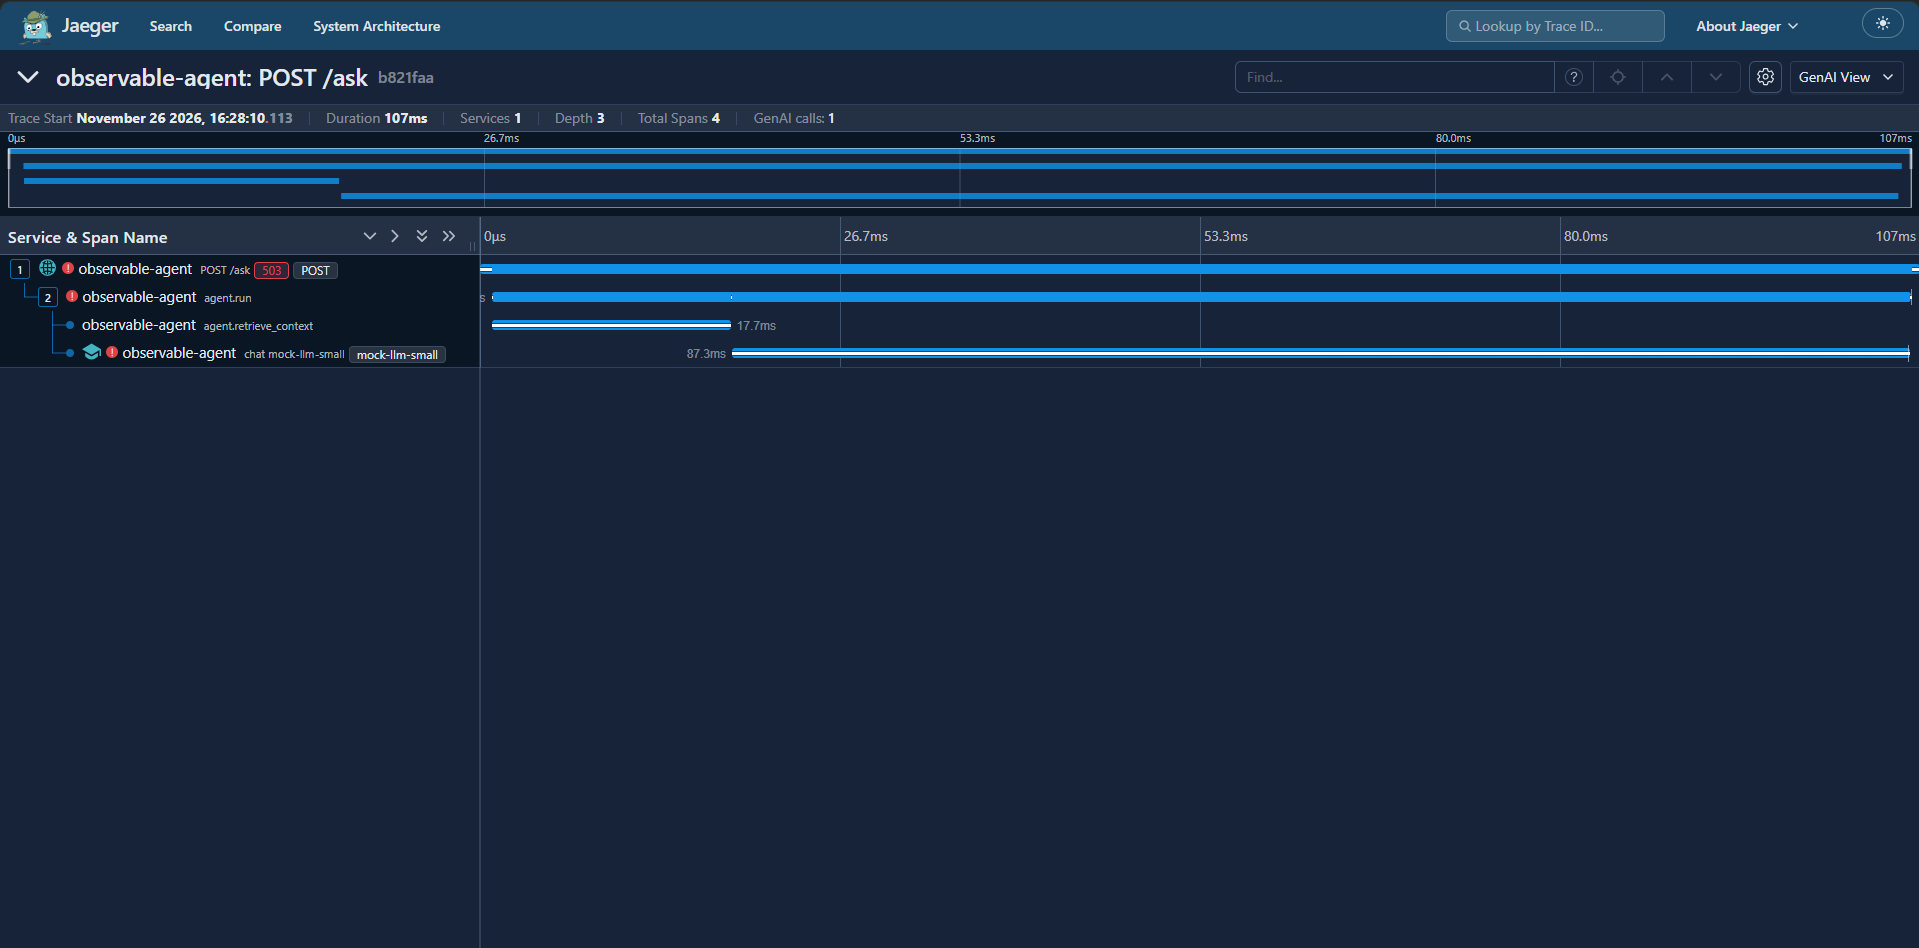 Jaeger Search Compare System Architecture Lookup by Trace ID... About Jaeger
observable-agent: POST /ask b821faa Find... ? GenAI View
Trace Start November 26 2026, 16:28:10.113 Duration 107ms Services 1 Depth 3 Total Spans 4 GenAI calls: 1
0μs 26.7ms 53.3ms 80.0ms 107ms
Service & Span Name 0μs 26.7ms 53.3ms 80.0ms 107ms
1 observable-agent POST /ask 503 POST
2 observable-agent agent.run s
observable-agent agent.retrieve_context 17.7ms
observable-agent chat mock-llm-small mock-llm-small 87.3ms